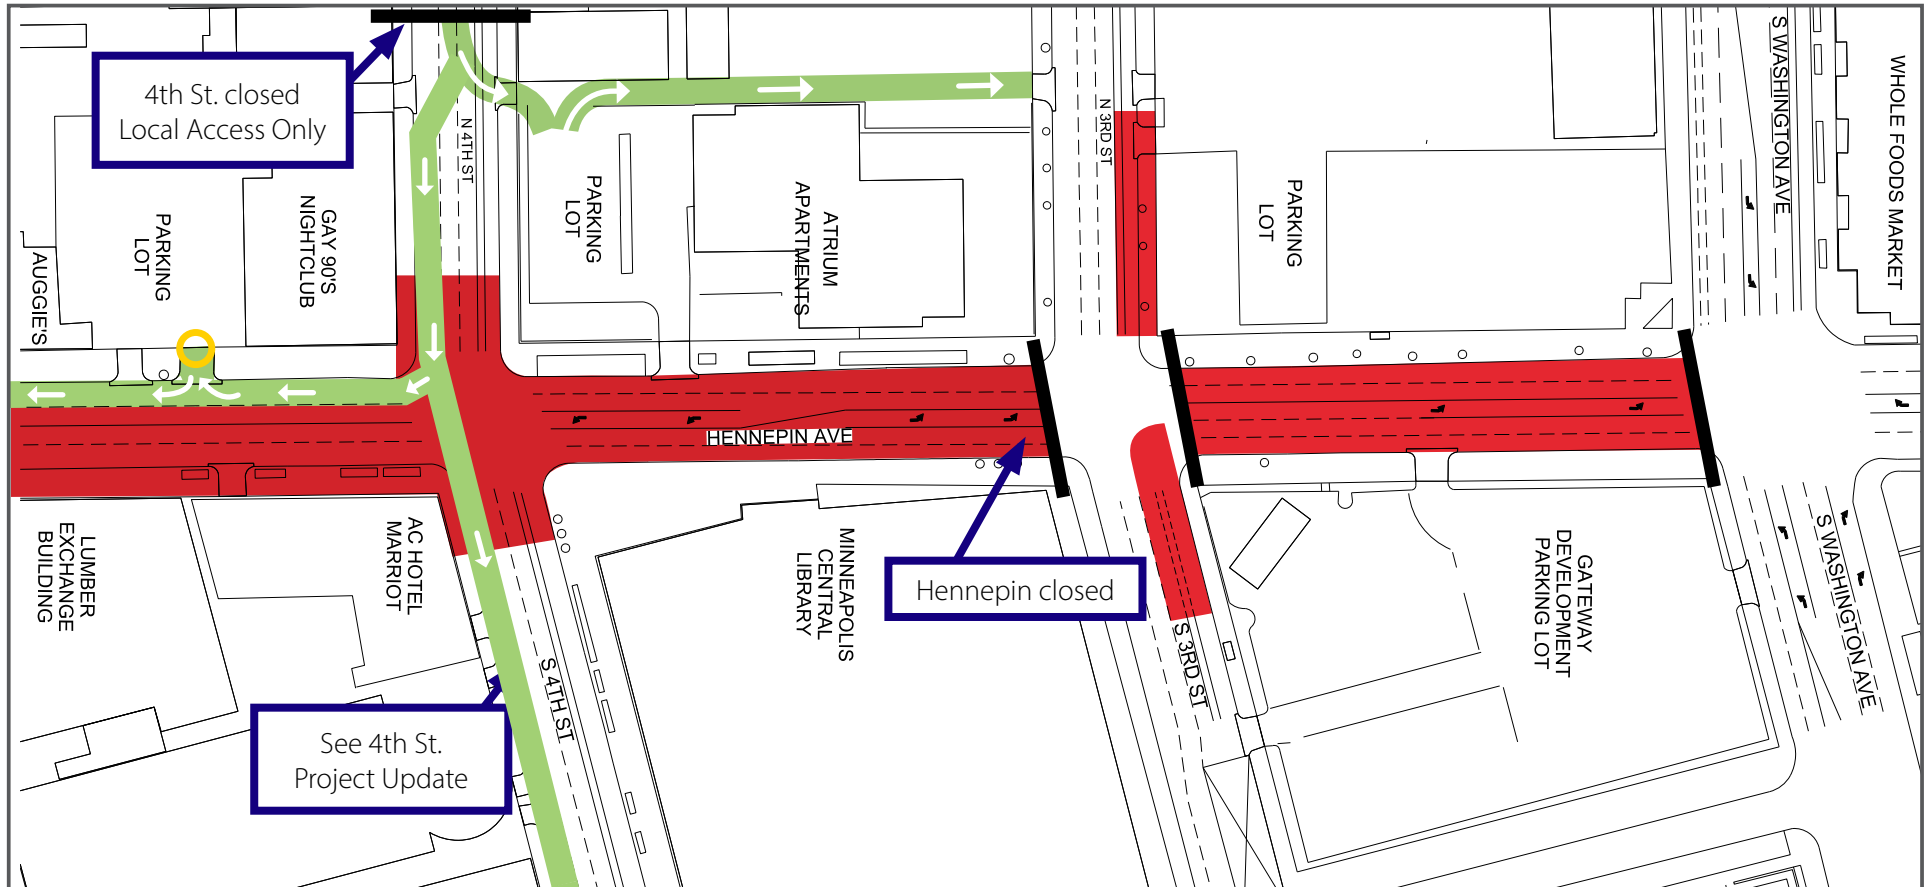 4th St. closed
Local Access Only
N 4TH ST
N 3RD ST
S WASHINGTON AVE
WHOLE FOODS MARKET
AUGGIE'S
PARKING
LOT
GAY 90'S
NIGHTCLUB
PARKING
LOT
ATRIUM
APARTMENTS
PARKING
LOT
HENNEPIN AVE
LUMBER
EXCHANGE
BUILDING
AC HOTEL
MARRIOT
MINNEAPOLIS
CENTRAL
LIBRARY
Hennepin closed
GATEWAY
DEVELOPMENT
PARKING LOT
S WASHINGTON AVE
S 3RD ST
S 4TH ST
See 4th St.
Project Update